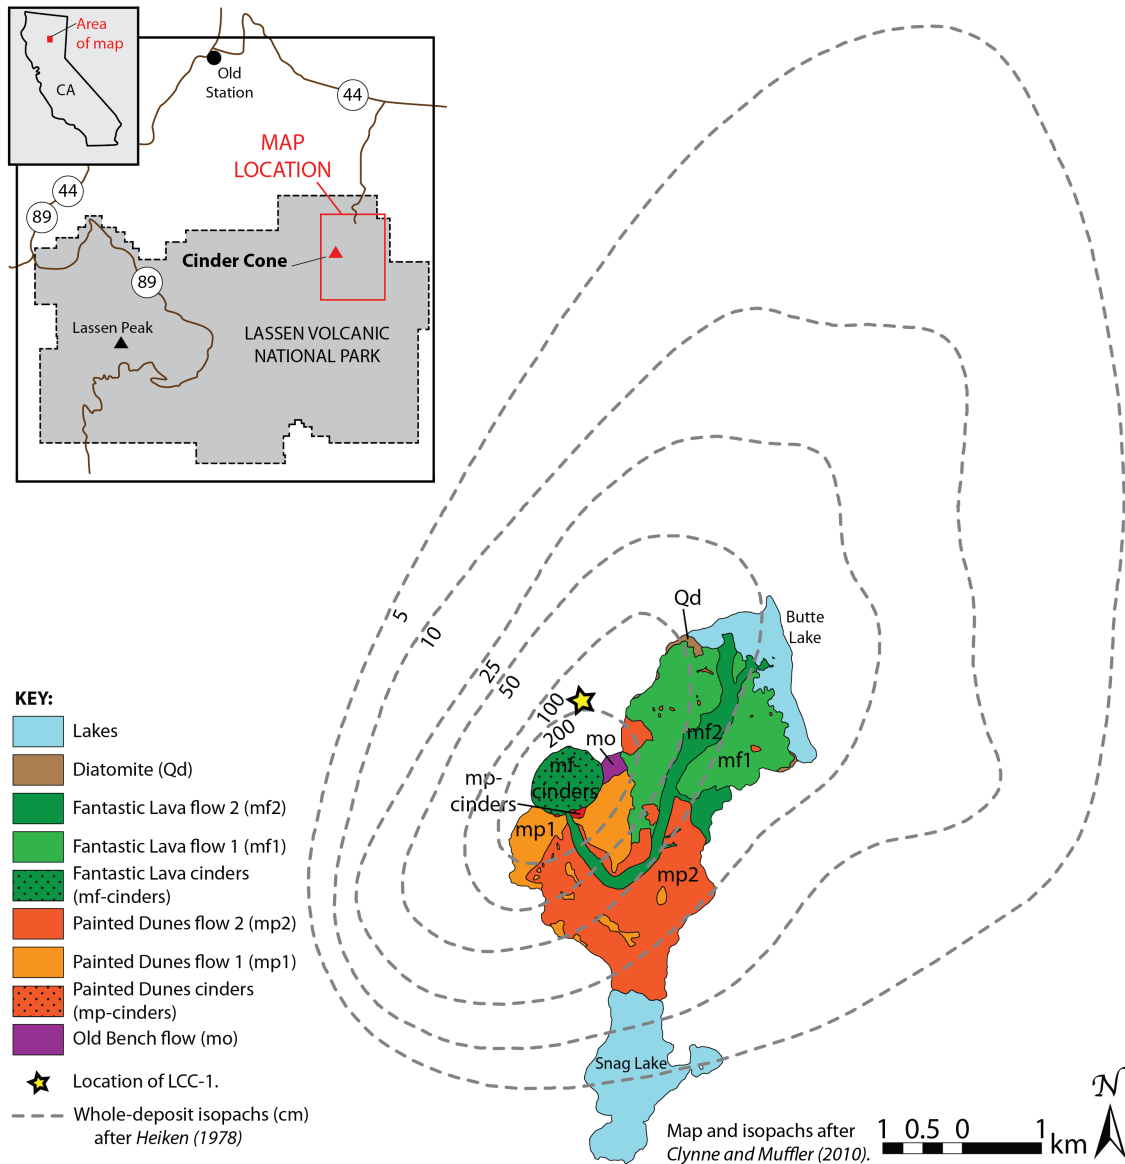 Area
of map
CA
Old
Station
44
MAP
LOCATION
44
89
Cinder Cone
89
Lassen Peak
LASSEN VOLCANIC
NATIONAL PARK
5
10
25
50
100
200
Qd
Butte
Lake
mo
mf2
mf1
mf-
cinders
mp-
cinders
mp1
mp2
Snag Lake
KEY:
Lakes
Diatomite (Qd)
Fantastic Lava flow 2 (mf2)
Fantastic Lava flow 1 (mf1)
Fantastic Lava cinders
(mf-cinders)
Painted Dunes flow 2 (mp2)
Painted Dunes flow 1 (mp1)
Painted Dunes cinders
(mp-cinders)
Old Bench flow (mo)
Location of LCC-1.
Whole-deposit isopachs (cm)
after Heiken (1978)
Map and isopachs after
Clynne and Muffler (2010).
1 0.5 0 1
km
N